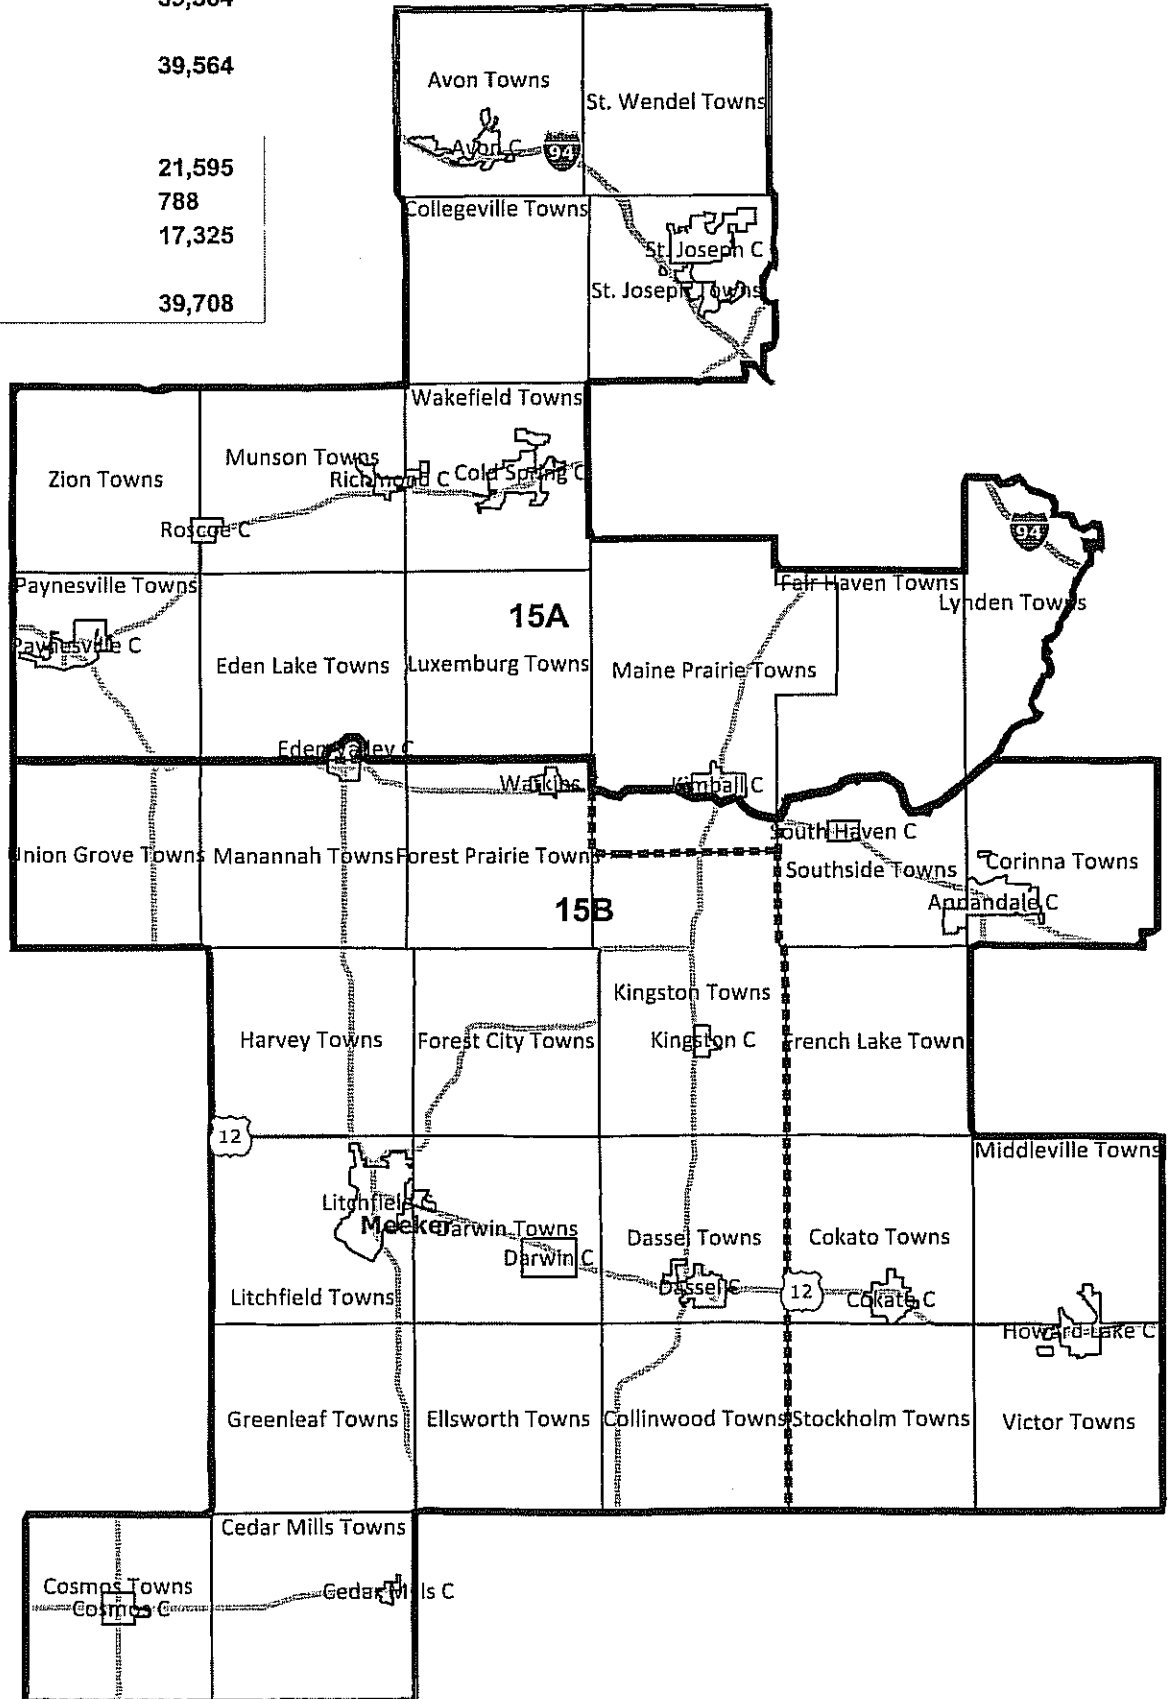 39,564
39,564
21,595
788
17,325
39,708
Avon Towns
St. Wendel Towns
Avon C
94
Collegeville Towns
St. Joseph C
St. Joseph Towns
Wakefield Towns
Munson Towns
Zion Towns
Richmond C
Cold Spring C
Roscoe C
94
Paynesville Towns
Fair Haven Towns
Lynden Towns
15A
Paynesville C
Eden Lake Towns
Luxemburg Towns
Maine Prairie Towns
Eden Valley C
Watkins
Kimball C
South Haven C
Union Grove Towns
Manannah Towns
Forest Prairie Towns
Southside Towns
Corinna Towns
Annandale C
15B
Kingston Towns
Harvey Towns
Forest City Towns
Kingston C
French Lake Town
12
Middleville Towns
Litchfield
Meeker
Darwin Towns
Dassel Towns
Cokato Towns
Darwin C
Dassel C
12
Cokato C
Litchfield Towns
Howard Lake C
Greenleaf Towns
Ellsworth Towns
Collinwood Towns
Stockholm Towns
Victor Towns
Cedar Mills Towns
Cosmos Towns
Cedar Mills C
Cosmos C